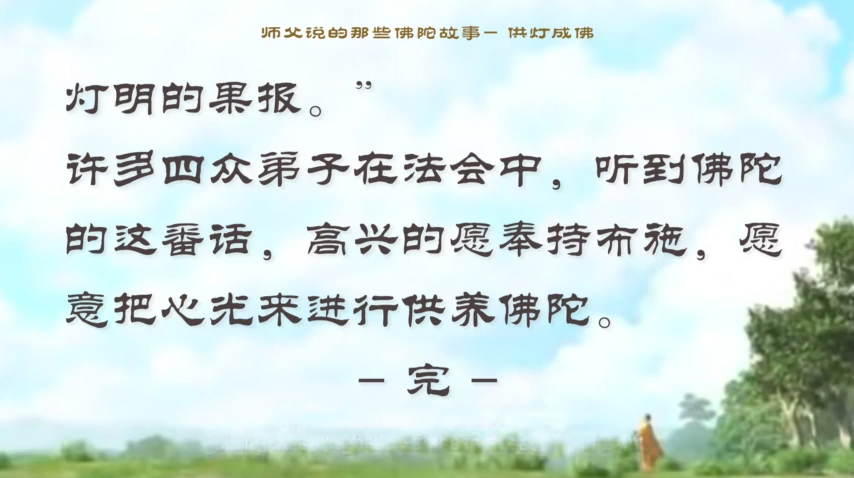 师父说的那些佛陀故事- 供灯成佛
灯明的果报。”
许多四众弟子在法会中，听到佛陀
的这番话，高兴的愿奉持布施，愿
意把心光来进行供养佛陀。
- 完 -